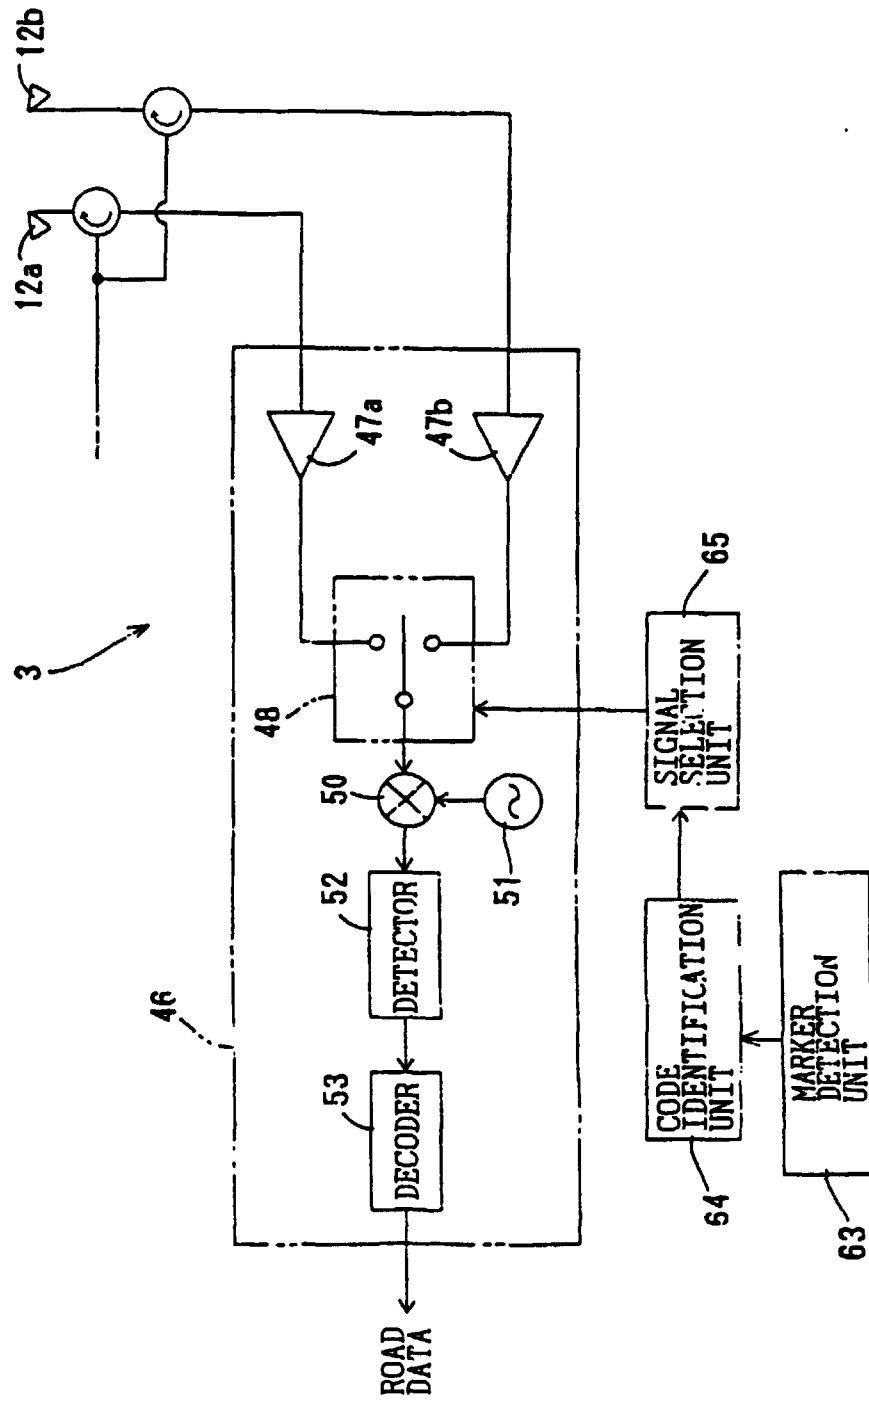 12a
12b
3
46
47a
47b
48
50
51
52
53
DETECTOR
DECODER
ROAD
DATA
65
SIGNAL
SELECTION
UNIT
64
CODE
IDENTIFICATION
UNIT
63
MARKER
DETECTION
UNIT